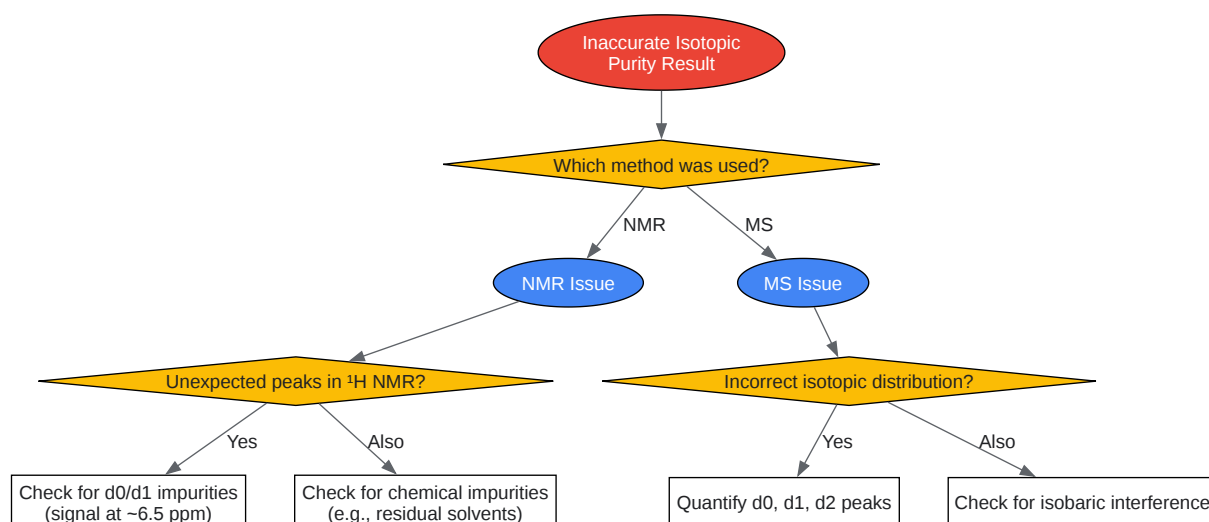 Inaccurate Isotopic
Purity Result
Which method was used?
NMR
MS
NMR Issue
MS Issue
Unexpected peaks in ¹H NMR?
Incorrect isotopic distribution?
Yes
Also
Yes
Also
Check for d0/d1 impurities
(signal at ~6.5 ppm)
Check for chemical impurities
(e.g., residual solvents)
Quantify d0, d1, d2 peaks
Check for isobaric interference